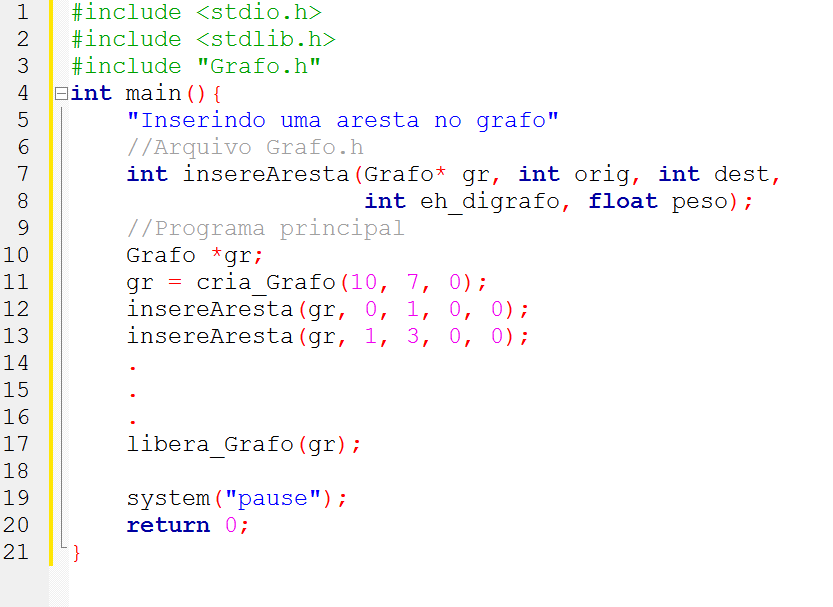 1 #include <stdio.h>
2 #include <stdlib.h>
3 #include "Grafo.h"
4 int main(){
5 "Inserindo uma aresta no grafo"
6 //Arquivo Grafo.h
7 int insereAresta(Grafo* gr, int orig, int dest,
8 int eh_digrafo, float peso);
9 //Programa principal
10 Grafo *gr;
11 gr = cria_Grafo(10, 7, 0);
12 insereAresta(gr, 0, 1, 0, 0);
13 insereAresta(gr, 1, 3, 0, 0);
14 .
15 .
16 .
17 libera_Grafo(gr);
18
19 system("pause");
20 return 0;
21 }